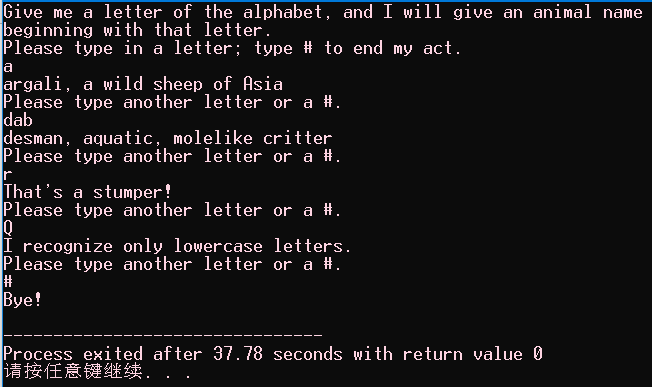 Give me a letter of the alphabet, and I will give an animal name
beginning with that letter.
Please type in a letter; type # to end my act.
a
argali, a wild sheep of Asia
Please type another letter or a #.
dab
desman, aquatic, molelike critter
Please type another letter or a #.
r
That's a stumper!
Please type another letter or a #.
Q
I recognize only lowercase letters.
Please type another letter or a #.
#
Bye!
--------------------------------
Process exited after 37.78 seconds with return value 0
请按任意键继续. . .